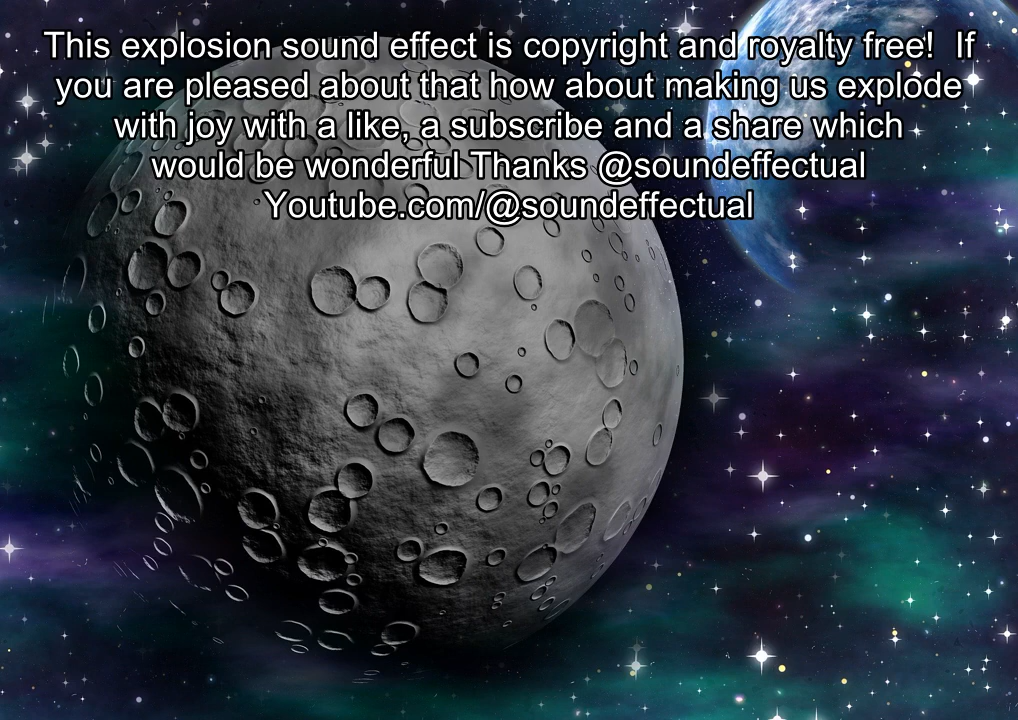 This explosion sound effect is copyright and royalty free!  If
you are pleased about that how about making us explode
with joy with a like, a subscribe and a share which
would be wonderful Thanks @soundeffectual
Youtube.com/@soundeffectual